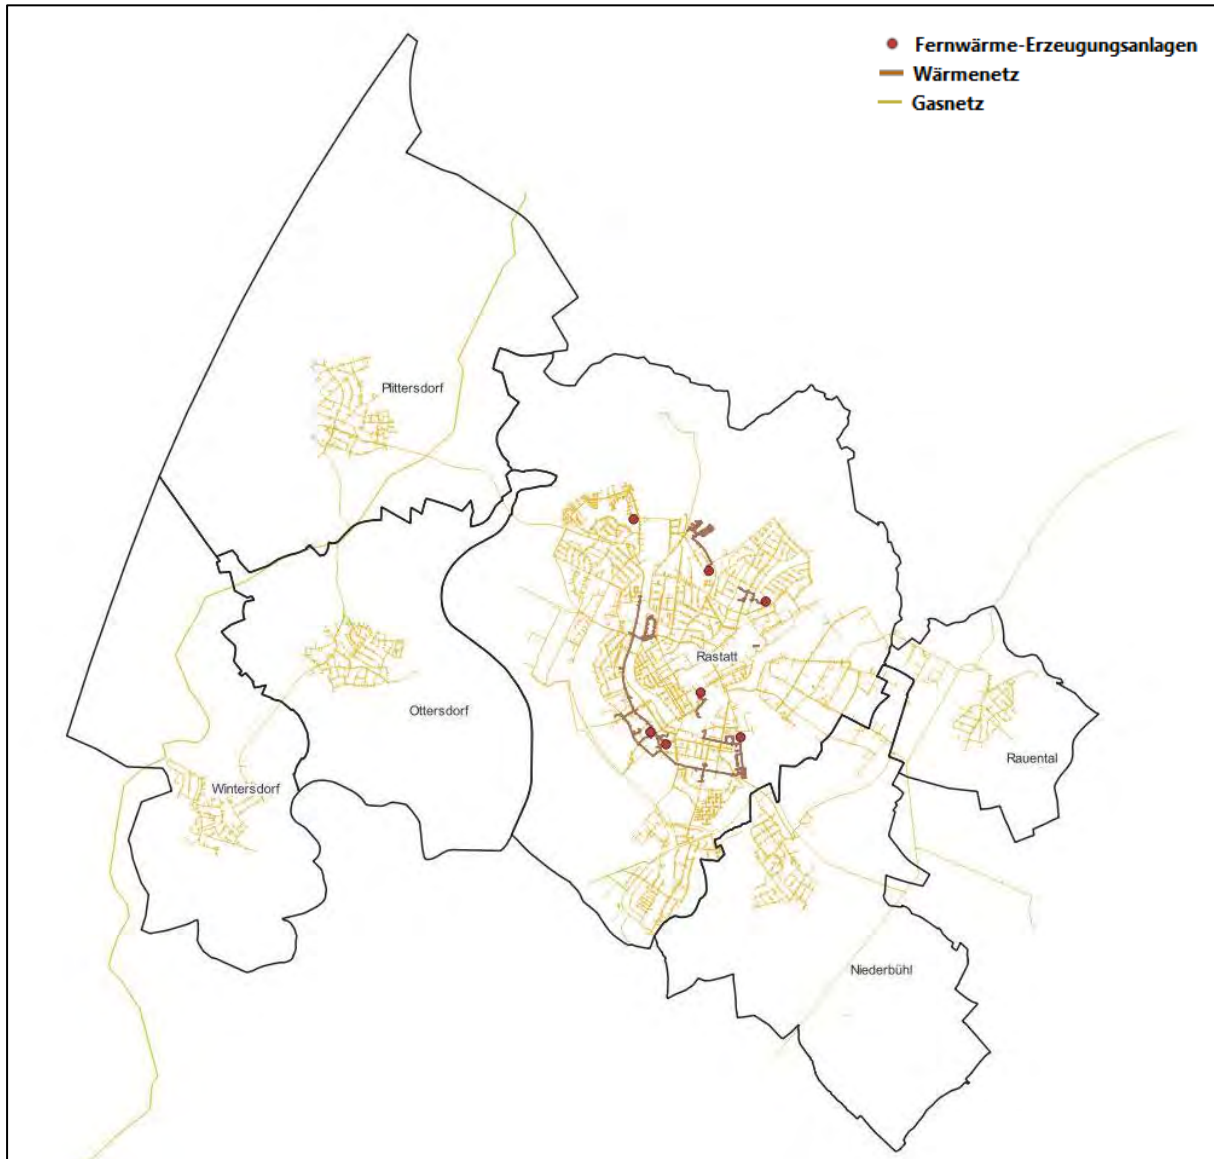 Fernwärme-Erzeugungsanlagen
Wärmenetz
Gasnetz
Plittersdorf
Rastatt
Ottersdorf
Rauental
Wintersdorf
Niederbühl